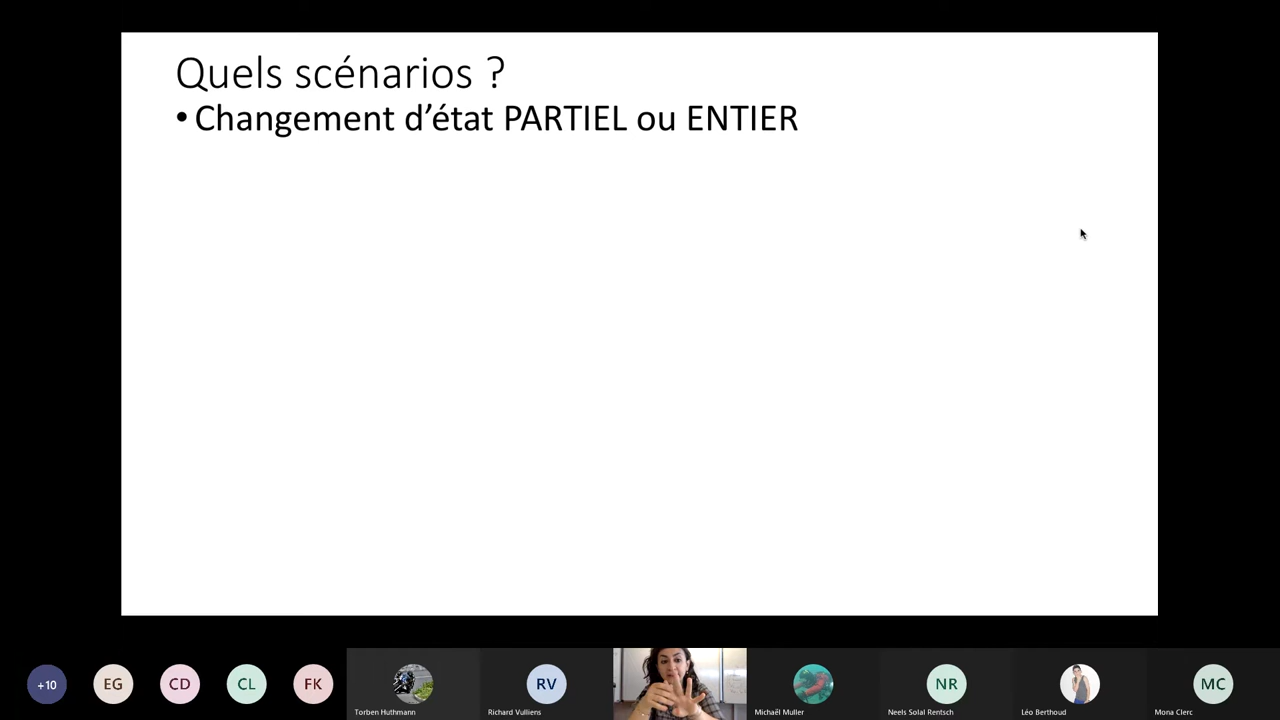 Quels scénarios ?
• Changement d’état PARTIEL ou ENTIER
+10
EG
CD
CL
FK
Torben Huthmann
RV
Richard Vulliens
Michaël Muller
NR
Neels Solal Rentsch
Léo Berthoud
MC
Mona Clerc